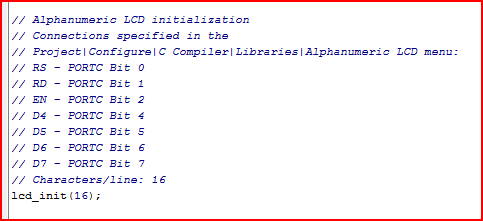 // Alphanumeric LCD initialization
// Connections specified in the
// Project|Configure|C Compiler|Libraries|Alphanumeric LCD menu:
// RS - PORTC Bit 0
// RD - PORTC Bit 1
// EN - PORTC Bit 2
// D4 - PORTC Bit 4
// D5 - PORTC Bit 5
// D6 - PORTC Bit 6
// D7 - PORTC Bit 7
// Characters/line: 16
lcd_init(16);